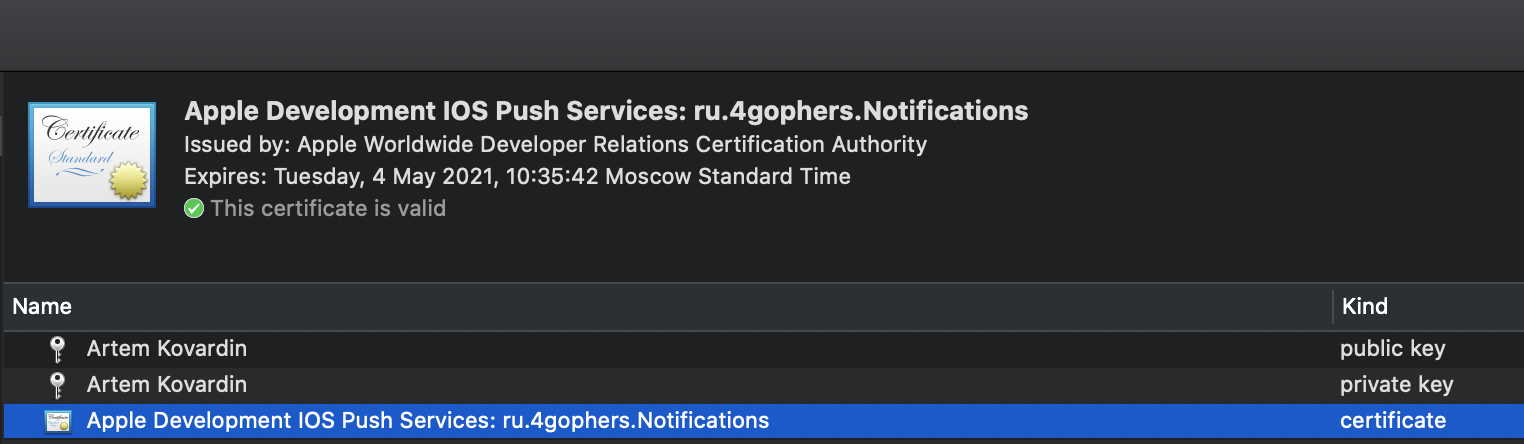 Apple Development IOS Push Services: ru.4gophers.Notifications
Certificate
Standard
Issued by: Apple Worldwide Developer Relations Certification Authority
Expires: Tuesday, 4 May 2021, 10:35:42 Moscow Standard Time
This certificate is valid
Name Kind
Artem Kovardin public key
Artem Kovardin private key
Apple Development IOS Push Services: ru.4gophers.Notifications certificate